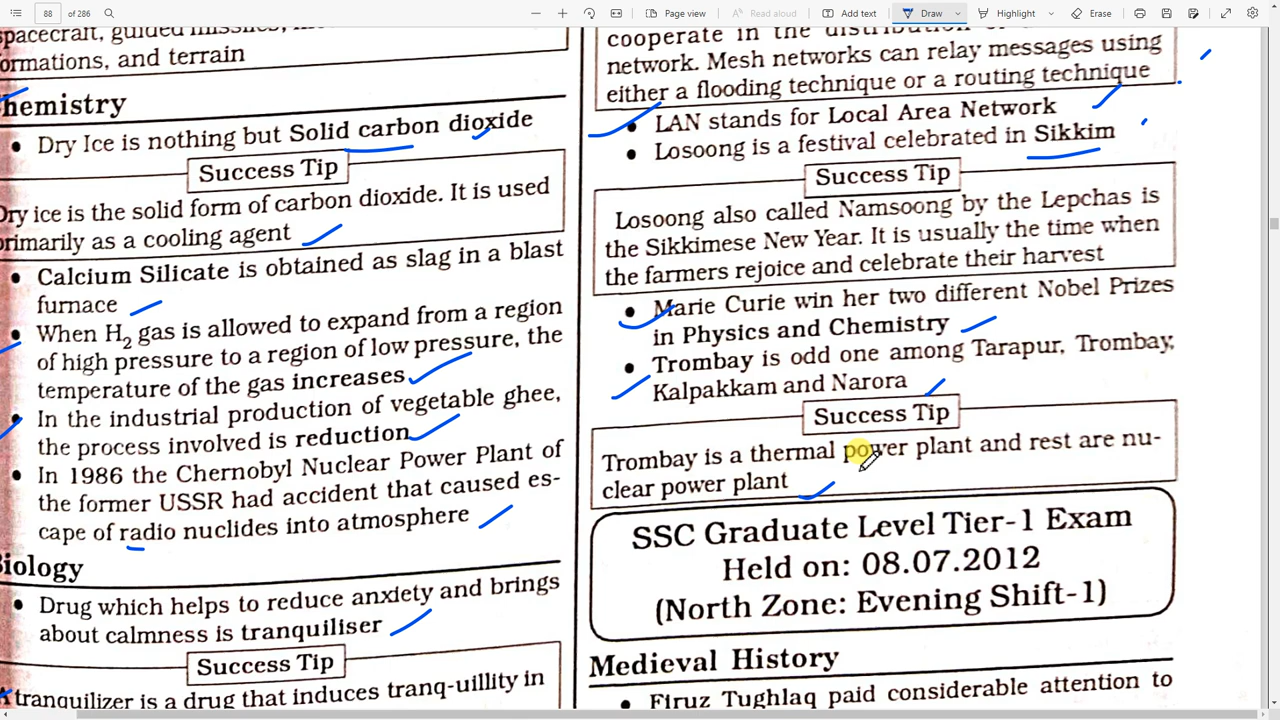 88 of 286
Page view
Read aloud
Add text
Draw
Highlight
Erase
spacecraft, guided missiles,
ormations, and terrain
hemistry
• Dry Ice is nothing but Solid carbon dioxide
Success Tip
Dry ice is the solid form of carbon dioxide. It is used
primarily as a cooling agent
• Calcium Silicate is obtained as slag in a blast
furnace
• When H₂ gas is allowed to expand from a region
of high pressure to a region of low pressure, the
temperature of the gas increases
• In the industrial production of vegetable ghee,
the process involved is reduction
• In 1986 the Chernobyl Nuclear Power Plant of
the former USSR had accident that caused es-
cape of radio nuclides into atmosphere
Biology
• Drug which helps to reduce anxiety and brings
about calmness is tranquiliser
Success Tip
tranquilizer is a drug that induces tranq-uillity in
cooperate in the distribution
network. Mesh networks can relay messages using
either a flooding technique or a routing technique
• LAN stands for Local Area Network
• Losoong is a festival celebrated in Sikkim
Success Tip
Losoong also called Namsoong by the Lepchas is
the Sikkimese New Year. It is usually the time when
the farmers rejoice and celebrate their harvest
• Marie Curie win her two different Nobel Prizes
in Physics and Chemistry
• Trombay is odd one among Tarapur, Trombay,
Kalpakkam and Narora
Success Tip
Trombay is a thermal power plant and rest are nu-
clear power plant
SSC Graduate Level Tier-1 Exam
Held on: 08.07.2012
(North Zone: Evening Shift-1)
Medieval History
• Firuz Tughlaq paid considerable attention to